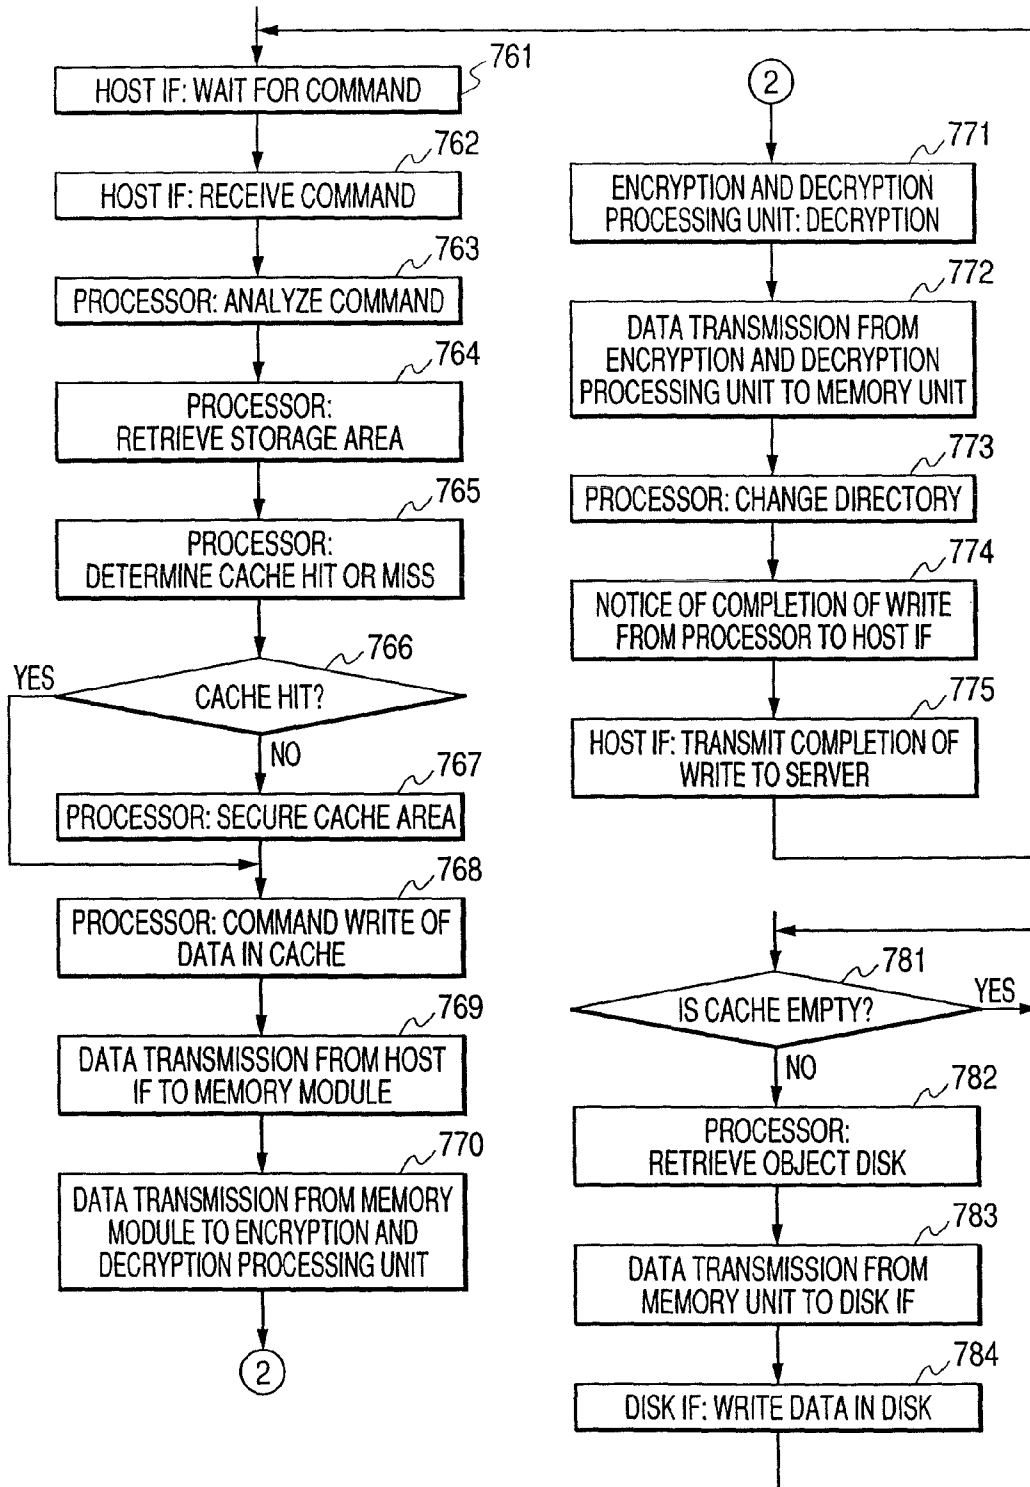 761
HOST IF: WAIT FOR COMMAND
762
HOST IF: RECEIVE COMMAND
763
PROCESSOR: ANALYZE COMMAND
764
PROCESSOR:
RETRIEVE STORAGE AREA
765
PROCESSOR:
DETERMINE CACHE HIT OR MISS
766
YES
CACHE HIT?
NO
767
PROCESSOR: SECURE CACHE AREA
768
PROCESSOR: COMMAND WRITE OF
DATA IN CACHE
769
DATA TRANSMISSION FROM HOST
IF TO MEMORY MODULE
770
DATA TRANSMISSION FROM MEMORY
MODULE TO ENCRYPTION AND
DECRYPTION PROCESSING UNIT
2
2
771
ENCRYPTION AND DECRYPTION
PROCESSING UNIT: DECRYPTION
772
DATA TRANSMISSION FROM
ENCRYPTION AND DECRYPTION
PROCESSING UNIT TO MEMORY UNIT
773
PROCESSOR: CHANGE DIRECTORY
774
NOTICE OF COMPLETION OF WRITE
FROM PROCESSOR TO HOST IF
775
HOST IF: TRANSMIT COMPLETION OF
WRITE TO SERVER
781
IS CACHE EMPTY?
YES
NO
782
PROCESSOR:
RETRIEVE OBJECT DISK
783
DATA TRANSMISSION FROM
MEMORY UNIT TO DISK IF
784
DISK IF: WRITE DATA IN DISK